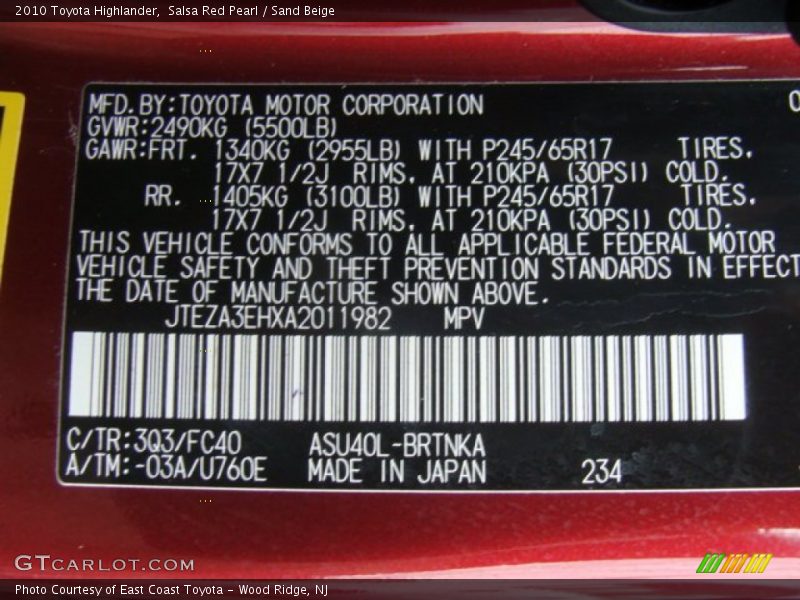 2010 Toyota Highlander, Salsa Red Pearl / Sand Beige
MFD.BY:TOYOTA MOTOR CORPORATION
GVWR:2490KG (5500LB)
GAWR:FRT. 1340KG (2955LB) WITH P245/65R17 TIRES.
17X7 1/2J RIMS. AT 210KPA (30PSI) COLD.
RR. 1405KG (3100LB) WITH P245/65R17 TIRES.
17X7 1/2J RIMS. AT 210KPA (30PSI) COLD.
THIS VEHICLE CONFORMS TO ALL APPLICABLE FEDERAL MOTOR
VEHICLE SAFETY AND THEFT PREVENTION STANDARDS IN EFFECT
THE DATE OF MANUFACTURE SHOWN ABOVE.
JTEZA3EHXA2011982 MPV
C/TR:3Q3/FC40 ASU40L-BRTNKA
A/TM:-03A/U760E MADE IN JAPAN 234
GTCARLOT.COM
Photo Courtesy of East Coast Toyota - Wood Ridge, NJ